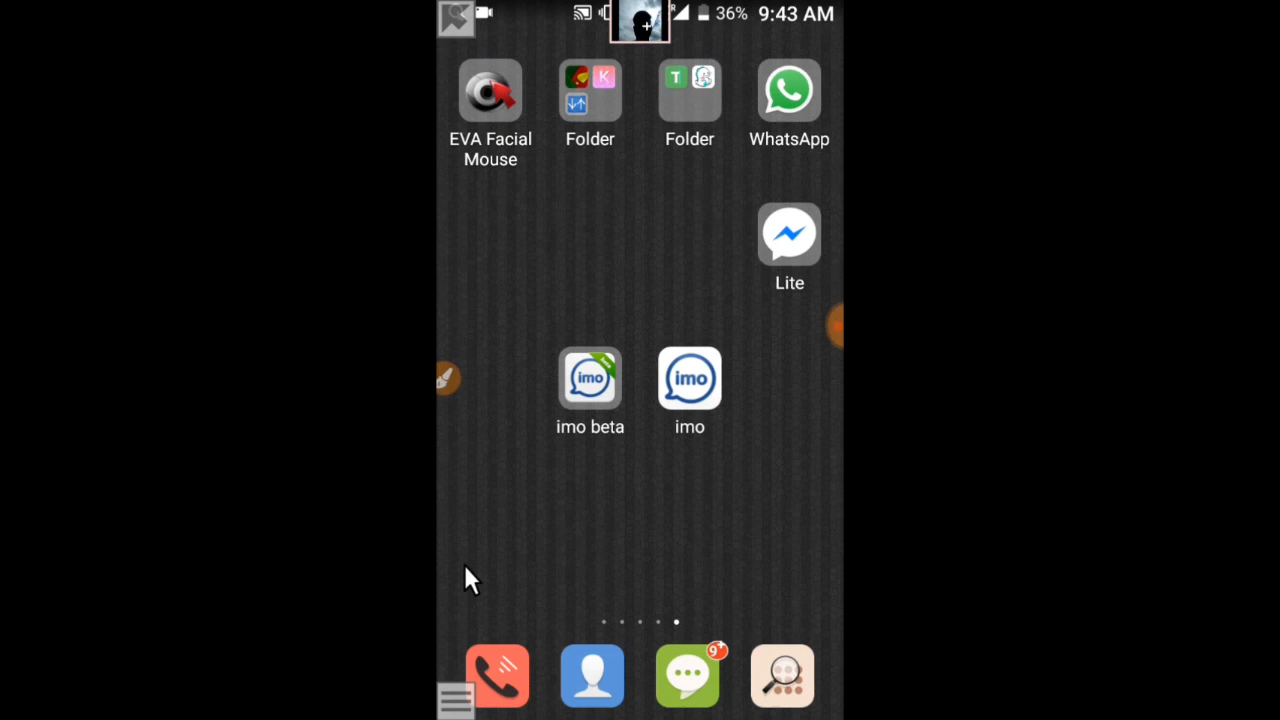 36% 9:43 AM
K
T
EVA Facial
Mouse
Folder
Folder
WhatsApp
Lite
imo
imo
imo beta
imo
9+